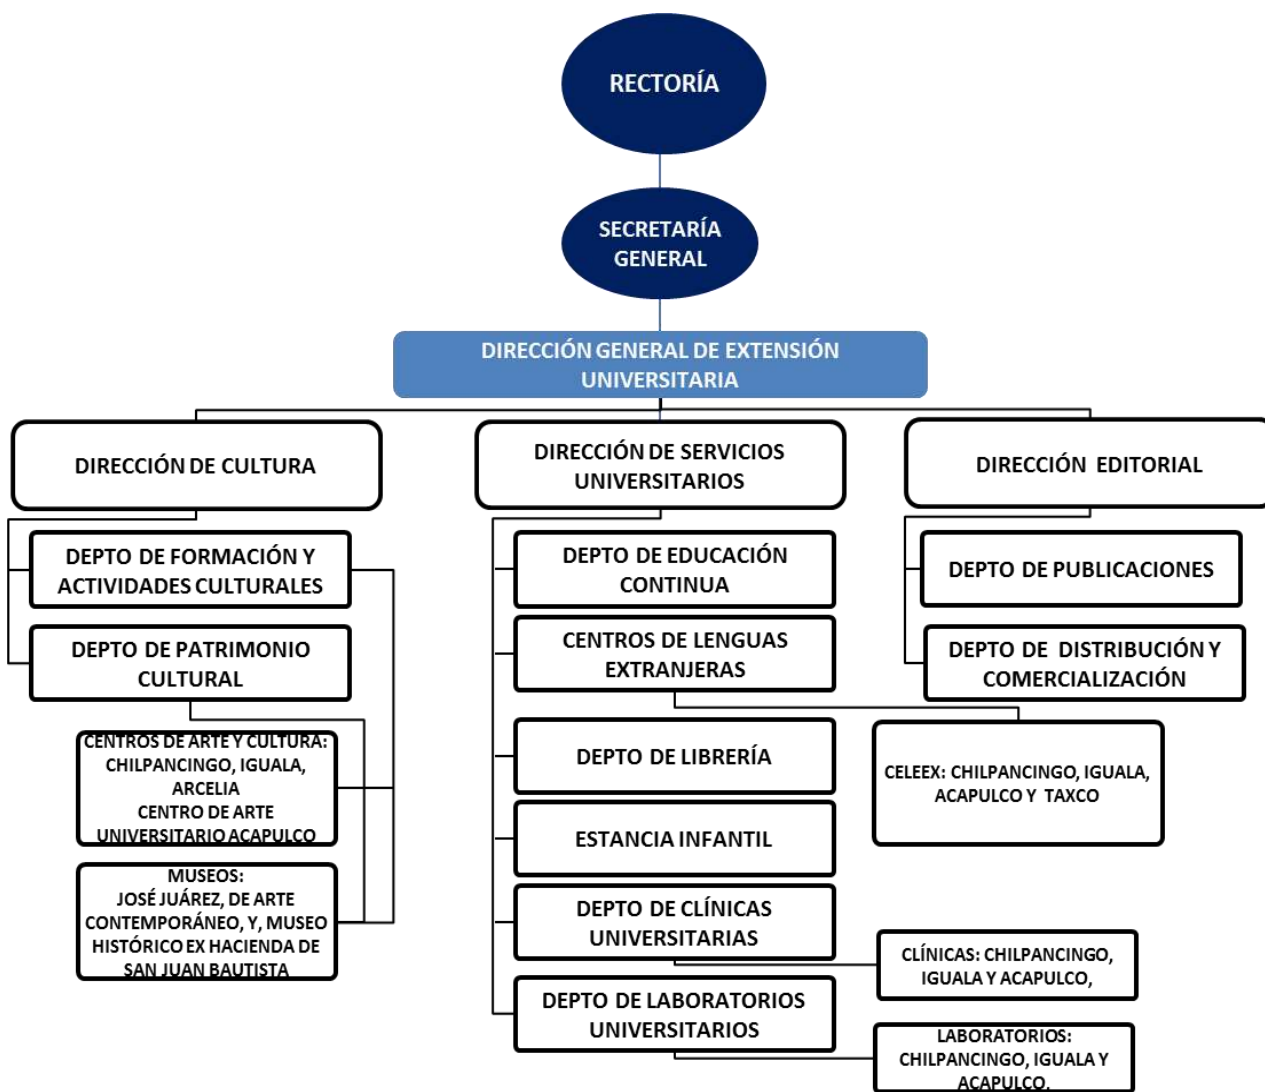 RECTORÍA
SECRETARÍA
GENERAL
DIRECCIÓN GENERAL DE EXTENSIÓN
UNIVERSITARIA
DIRECCIÓN DE CULTURA
DEPTO DE FORMACIÓN Y
ACTIVIDADES CULTURALES
DEPTO DE PATRIMONIO
CULTURAL
CENTROS DE ARTE Y CULTURA:
CHILPANCINGO, IGUALA,
ARCELIA
CENTRO DE ARTE
UNIVERSITARIO ACAPULCO
MUSEOS:
JOSÉ JUÁREZ, DE ARTE
CONTEMPORÁNEO, Y, MUSEO
HISTÓRICO EX HACIENDA DE
SAN JUAN BAUTISTA
DIRECCIÓN DE SERVICIOS
UNIVERSITARIOS
DEPTO DE EDUCACIÓN
CONTINUA
CENTROS DE LENGUAS
EXTRANJERAS
CELEEX: CHILPANCINGO, IGUALA,
ACAPULCO Y TAXCO
DEPTO DE LIBRERÍA
ESTANCIA INFANTIL
DEPTO DE CLÍNICAS
UNIVERSITARIAS
CLÍNICAS: CHILPANCINGO,
IGUALA Y ACAPULCO,
DEPTO DE LABORATORIOS
UNIVERSITARIOS
LABORATORIOS:
CHILPANCINGO, IGUALA Y
ACAPULCO,
DIRECCIÓN EDITORIAL
DEPTO DE PUBLICACIONES
DEPTO DE DISTRIBUCIÓN Y
COMERCIALIZACIÓN